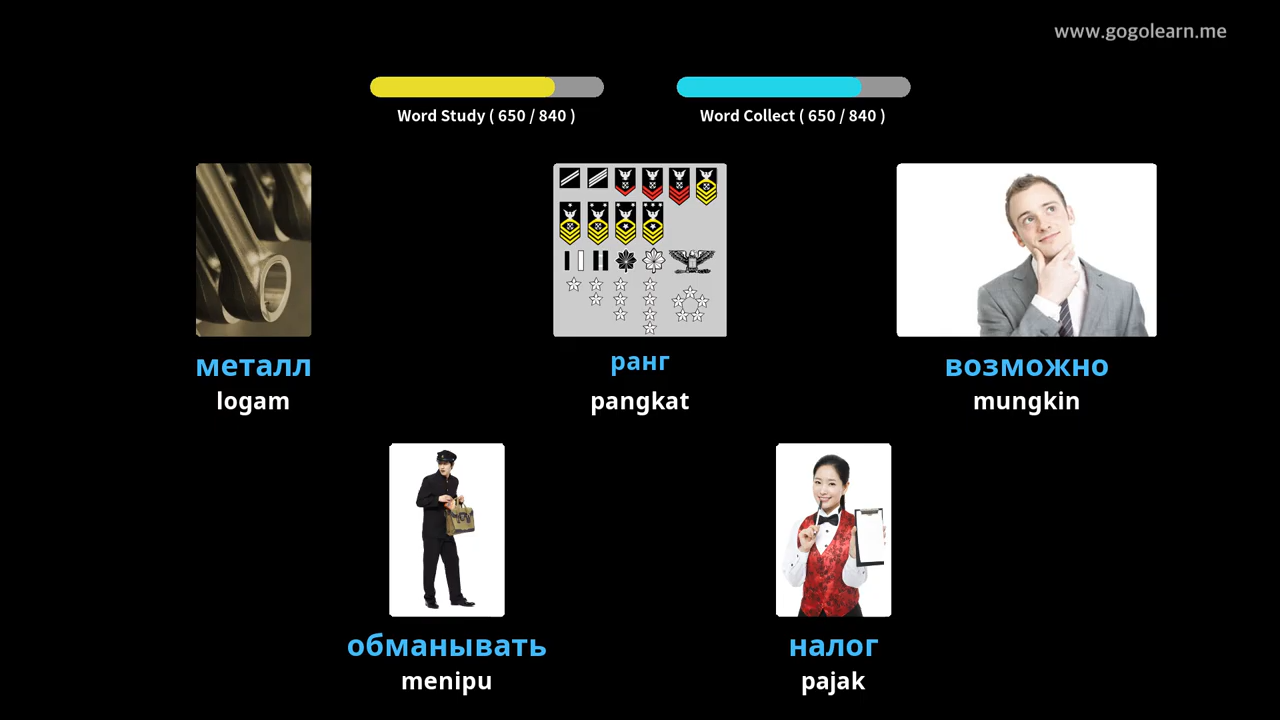 www.gogolearn.me
Word Study ( 650 / 840 )
Word Collect ( 650 / 840 )
металл
logam
ранг
pangkat
возможно
mungkin
обманывать
menipu
налог
pajak